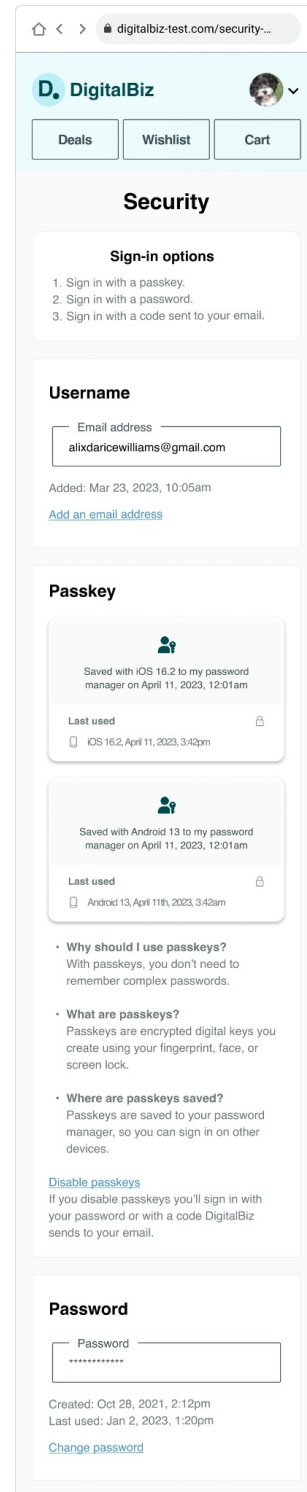 digitalbiz-test.com/security-...
D. DigitalBiz
Deals Wishlist Cart
Security
Sign-in options
1. Sign in with a passkey.
2. Sign in with a password.
3. Sign in with a code sent to your email.
Username
Email address
alixdaricewilliams@gmail.com
Added: Mar 23, 2023, 10:05am
Add an email address
Passkey
Saved with iOS 16.2 to my password
manager on April 11, 2023, 12:01am
Last used
iOS 16.2, April 11, 2023, 3:42pm
Saved with Android 13 to my password
manager on April 11, 2023, 12:01am
Last used
Android 13, April 11th, 2023, 3:42am
• Why should I use passkeys?
With passkeys, you don't need to
remember complex passwords.
• What are passkeys?
Passkeys are encrypted digital keys you
create using your fingerprint, face, or
screen lock.
• Where are passkeys saved?
Passkeys are saved to your password
manager, so you can sign in on other
devices.
Disable passkeys
If you disable passkeys you'll sign in with
your password or with a code DigitalBiz
sends to your email.
Password
Password
************
Created: Oct 28, 2021, 2:12pm
Last used: Jan 2, 2023, 1:20pm
Change password